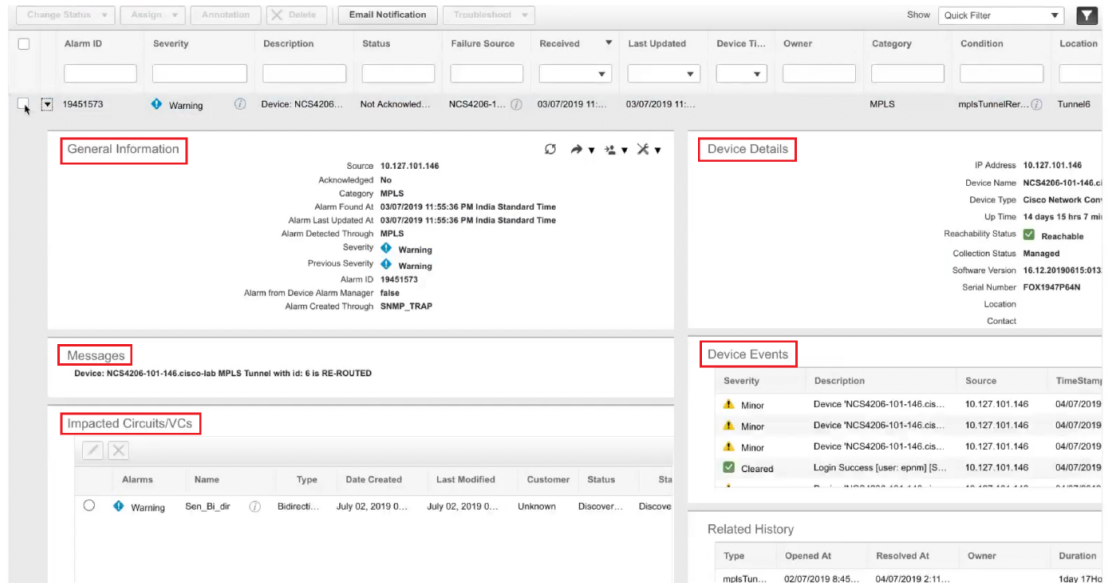 Change Status Assign Annotation Delete Email Notification Troubleshoot Show Quick Filter
Alarm ID Severity Description Status Failure Source Received Last Updated Device Ti... Owner Category Condition Location
19451573 Warning Device: NCS4206... Not Acknowled... NCS4206-1... 03/07/2019 11:... 03/07/2019 11:... MPLS mplsTunnelRer... Tunnel6
General Information
Source 10.127.101.146
Acknowledged No
Category MPLS
Alarm Found At 03/07/2019 11:55:36 PM India Standard Time
Alarm Last Updated At 03/07/2019 11:55:36 PM India Standard Time
Alarm Detected Through MPLS
Severity Warning
Previous Severity Warning
Alarm ID 19451573
Alarm from Device Alarm Manager false
Alarm Created Through SNMP_TRAP
Messages
Device: NCS4206-101-146.cisco-lab MPLS Tunnel with id: 6 is RE-ROUTED
Impacted Circuits/VCs
Alarms Name Type Date Created Last Modified Customer Status Sta
Warning Sen_Bi_dir Bidirecti... July 02, 2019 0... July 02, 2019 0... Unknown Discover... Discove
Device Details
IP Address 10.127.101.146
Device Name NCS4206-101-146.ci
Device Type Cisco Network Con
Up Time 14 days 15 hrs 7 mi
Reachability Status Reachable
Collection Status Managed
Software Version 16.12.20190615:013
Serial Number FOX1947P64N
Location
Contact
Device Events
Severity Description Source TimeStamp
Minor Device 'NCS4206-101-146.cis... 10.127.101.146 04/07/2019
Minor Device 'NCS4206-101-146.cis... 10.127.101.146 04/07/2019
Minor Device 'NCS4206-101-146.cis... 10.127.101.146 04/07/2019
Cleared Login Success [user: epnm] [S... 10.127.101.146 04/07/2019
Related History
Type Opened At Resolved At Owner Duration
mplsTun... 02/07/2019 8:45... 04/07/2019 2:11... 1day 17H